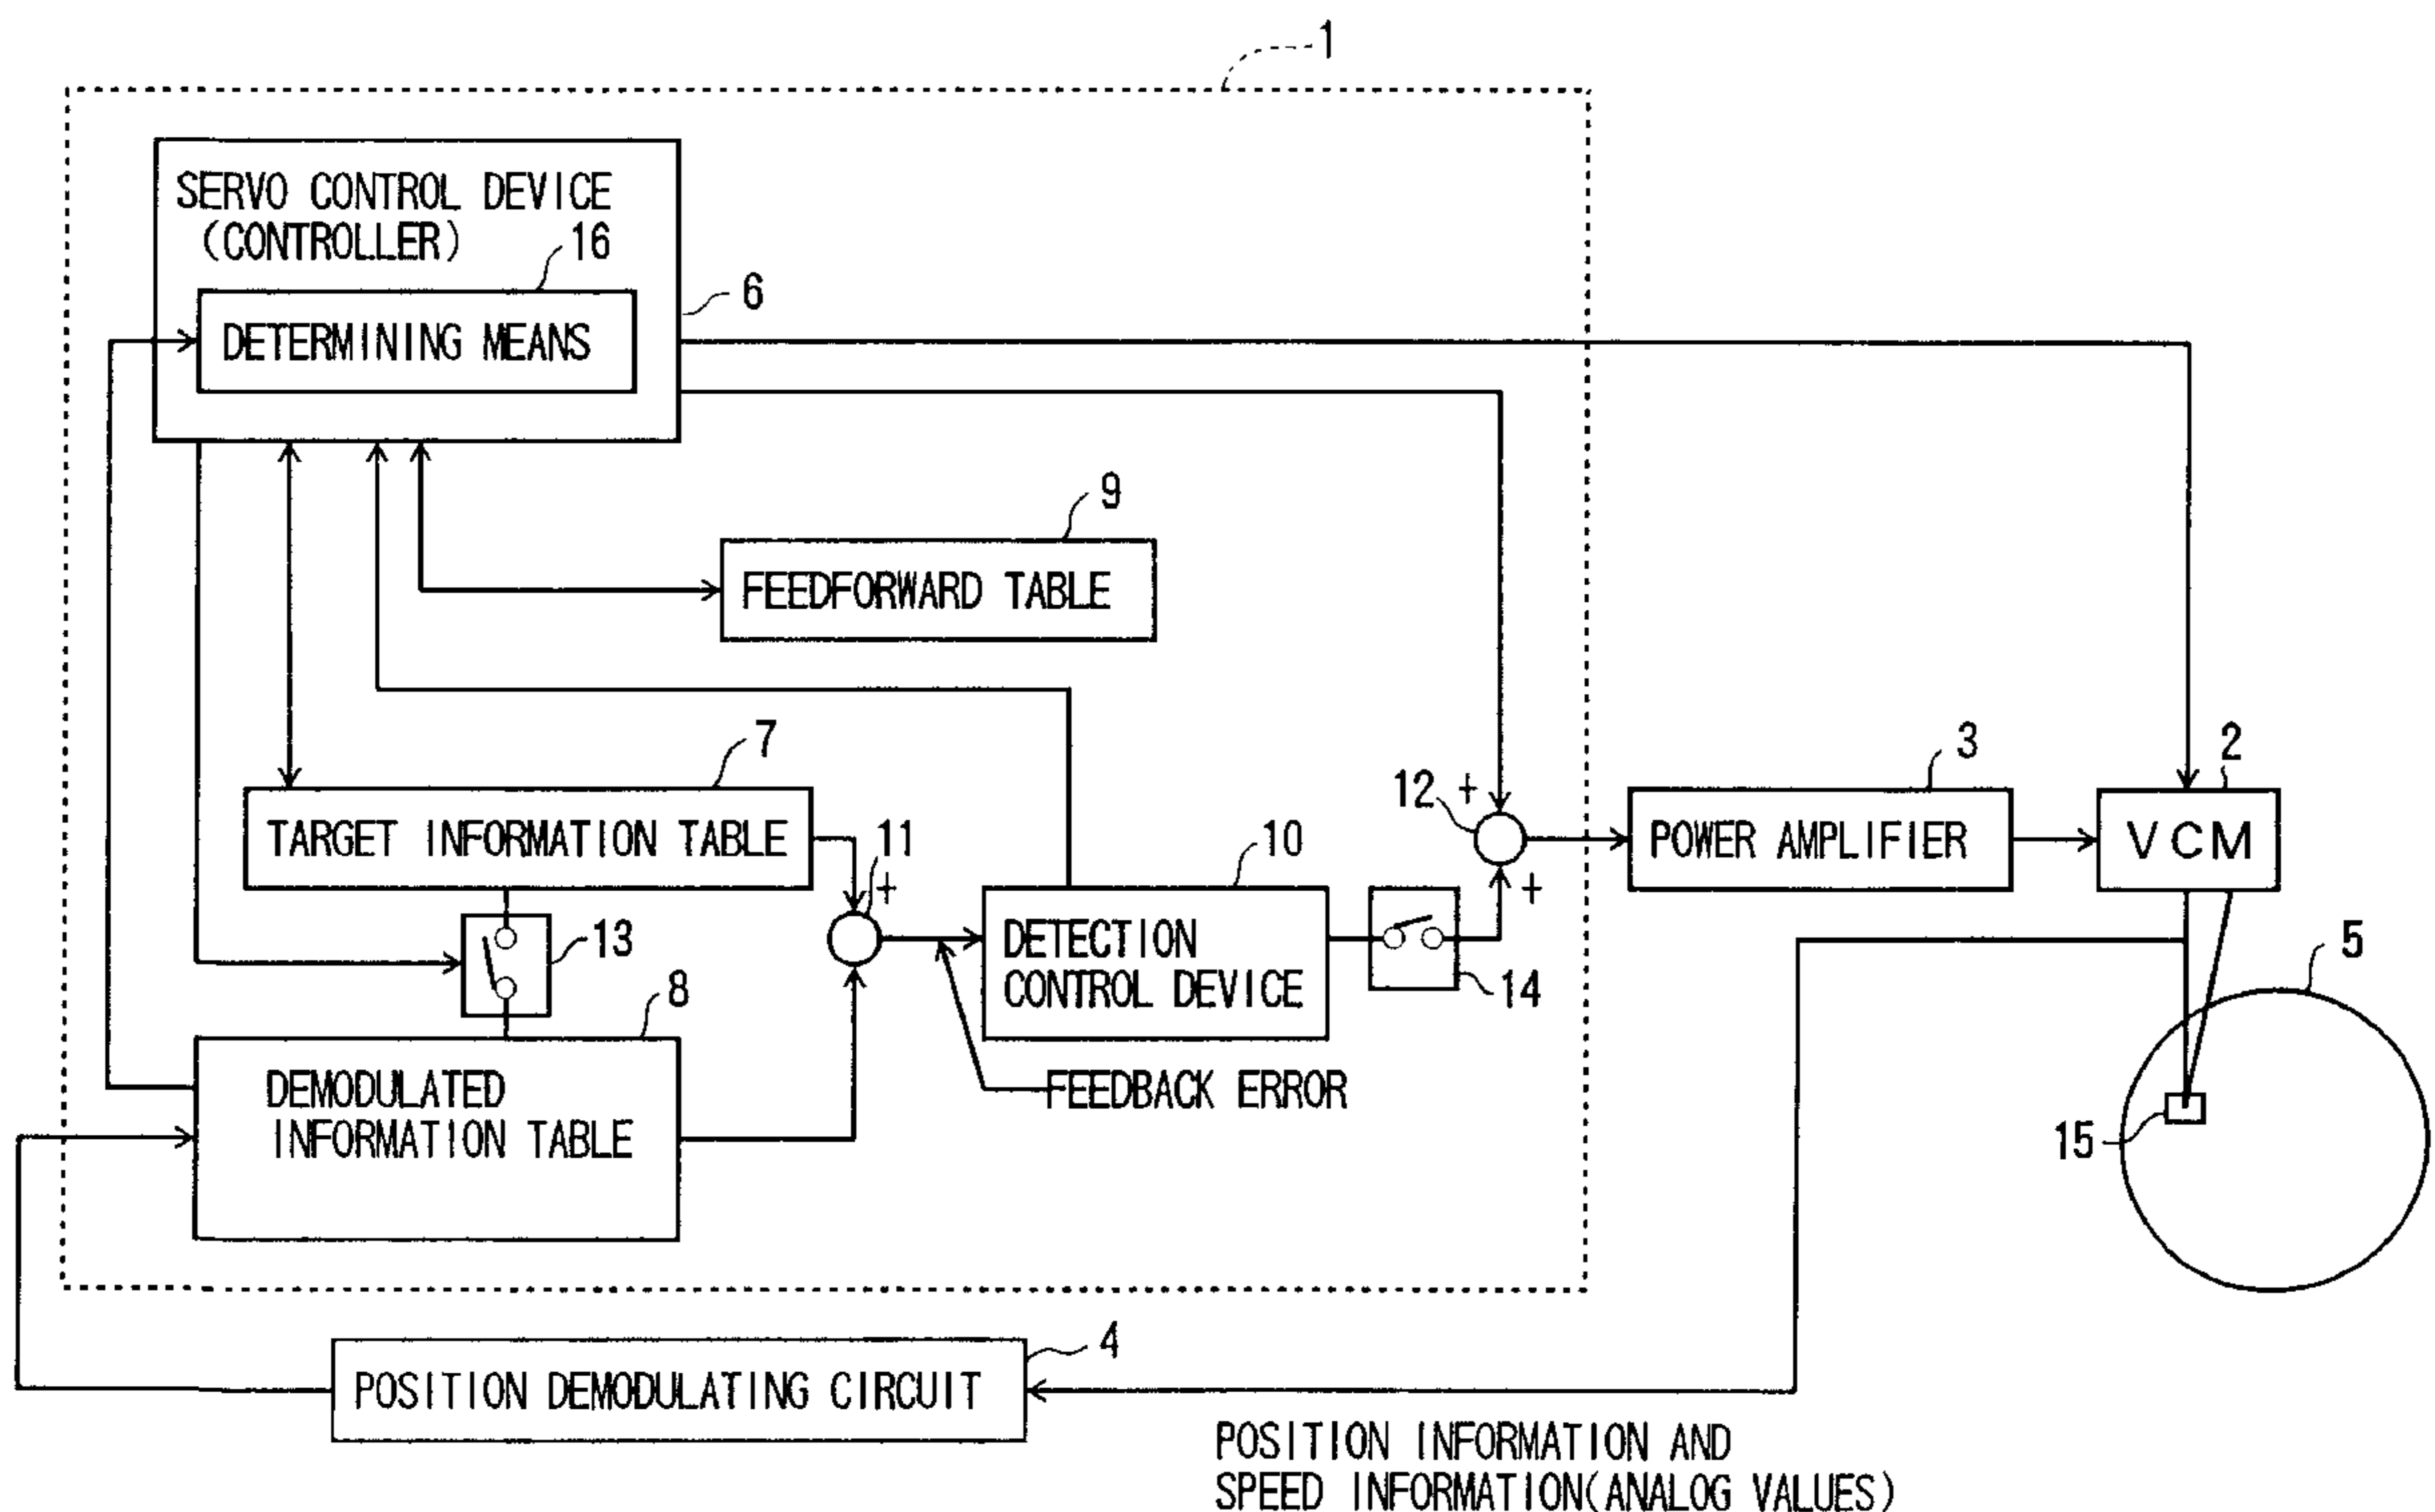 1
SERVO CONTROL DEVICE
(CONTROLLER)
16
6
DETERMINING MEANS
9
FEEDFORWARD TABLE
7
TARGET INFORMATION TABLE
11
+
10
12
+
+
3
POWER AMPLIFIER
2
VCM
13
DETECTION
CONTROL DEVICE
14
5
8
DEMODULATED
INFORMATION TABLE
FEEDBACK ERROR
15
4
POSITION DEMODULATING CIRCUIT
POSITION INFORMATION AND
SPEED INFORMATION(ANALOG VALUES)